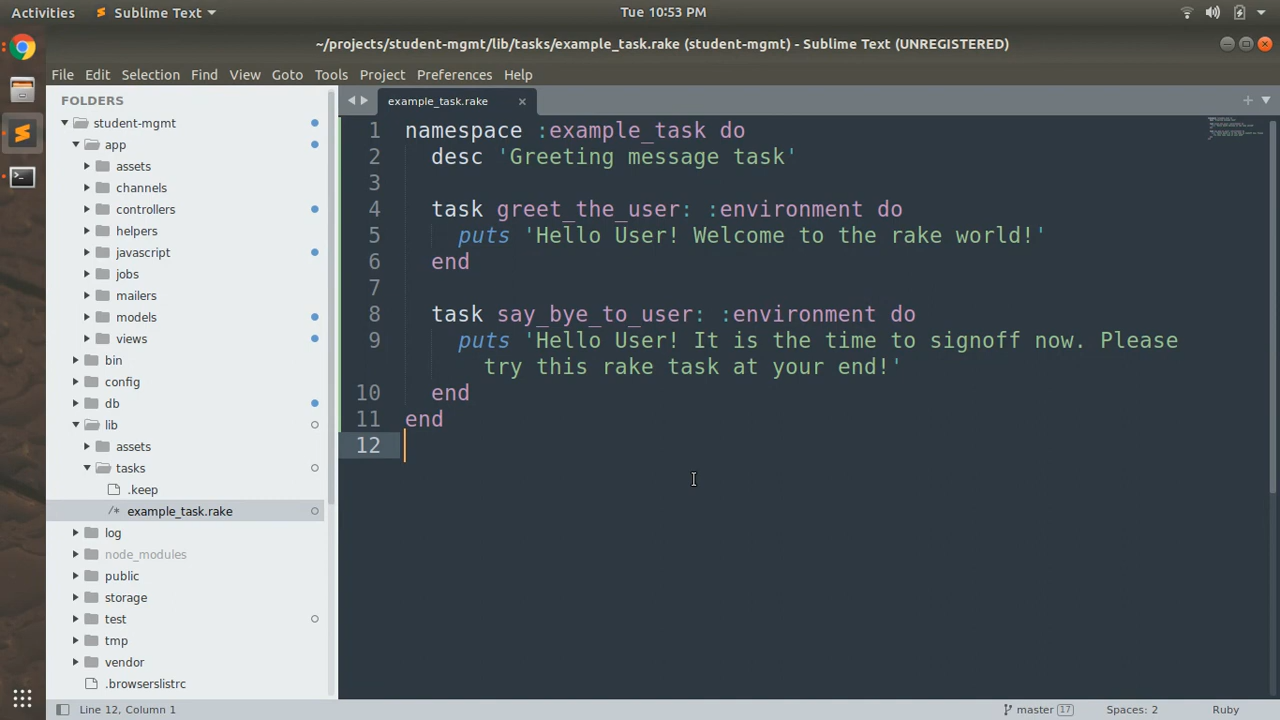 Activities Sublime Text Tue 10:53 PM
~/projects/student-mgmt/lib/tasks/example_task.rake (student-mgmt) - Sublime Text (UNREGISTERED)
File Edit Selection Find View Goto Tools Project Preferences Help
FOLDERS
student-mgmt
app
assets
channels
controllers
helpers
javascript
jobs
mailers
models
views
bin
config
db
lib
assets
tasks
.keep
/* example_task.rake
log
node_modules
public
storage
test
tmp
vendor
.browserslistrc
example_task.rake ×
1 namespace :example_task do
2 desc 'Greeting message task'
3
4 task greet_the_user: :environment do
5 puts 'Hello User! Welcome to the rake world!'
6 end
7
8 task say_bye_to_user: :environment do
9 puts 'Hello User! It is the time to signoff now. Please
try this rake task at your end!'
10 end
11 end
12
Line 12, Column 1 master 17 Spaces: 2 Ruby